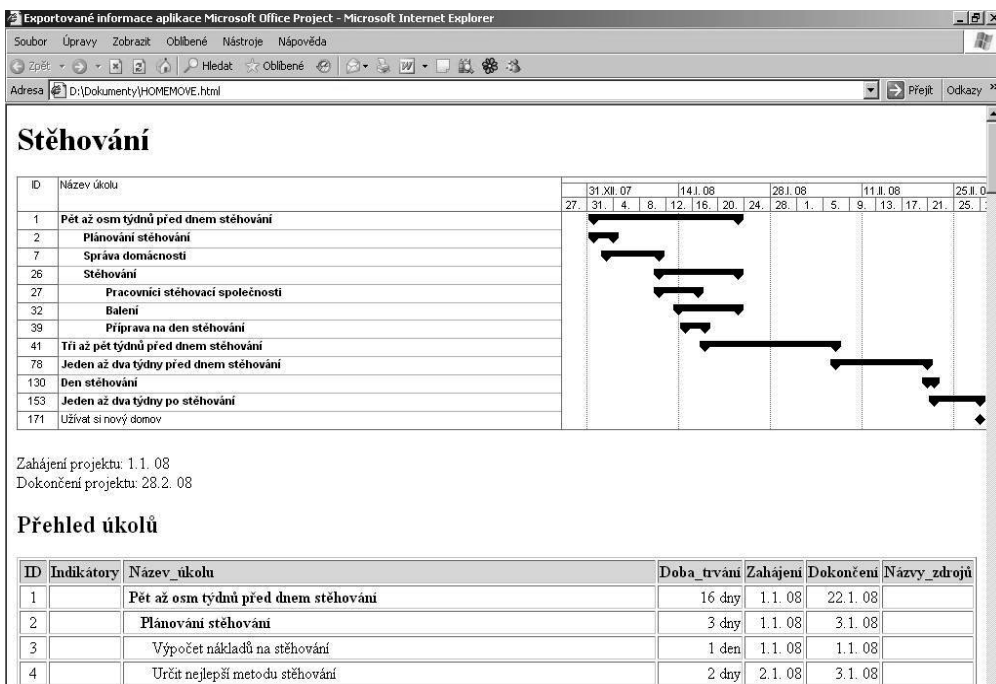 Exportované informace aplikace Microsoft Office Project - Microsoft Internet Explorer
Soubor Úpravy Zobrazit Oblíbené Nástroje Nápověda
Zpět Hledat Oblíbené
Adresa D:\Dokumenty\HOMEMOVE.html Přejít Odkazy »
Stěhování
ID Název úkolu 31.XII. 07 14.I. 08 28.I. 08 11.II. 08 25.II. 0
27. 31. 4. 8. 12. 16. 20. 24. 28. 1. 5. 9. 13. 17. 21. 25.
1 Pět až osm týdnů před dnem stěhování
2 Plánování stěhování
7 Správa domácnosti
26 Stěhování
27 Pracovníci stěhovací společnosti
32 Balení
39 Příprava na den stěhování
41 Tři až pět týdnů před dnem stěhování
78 Jeden až dva týdny před dnem stěhování
130 Den stěhování
153 Jeden až dva týdny po stěhování
171 Užívat si nový domov
Zahájení projektu: 1.1. 08
Dokončení projektu: 28.2. 08
Přehled úkolů
ID Indikátory Název_úkolu Doba_trvání Zahájení Dokončení Názvy_zdrojů
1 Pět až osm týdnů před dnem stěhování 16 dny 1.1. 08 22.1. 08
2 Plánování stěhování 3 dny 1.1. 08 3.1. 08
3 Výpočet nákladů na stěhování 1 den 1.1. 08 1.1. 08
4 Určit nejlepší metodu stěhování 2 dny 2.1. 08 3.1. 08